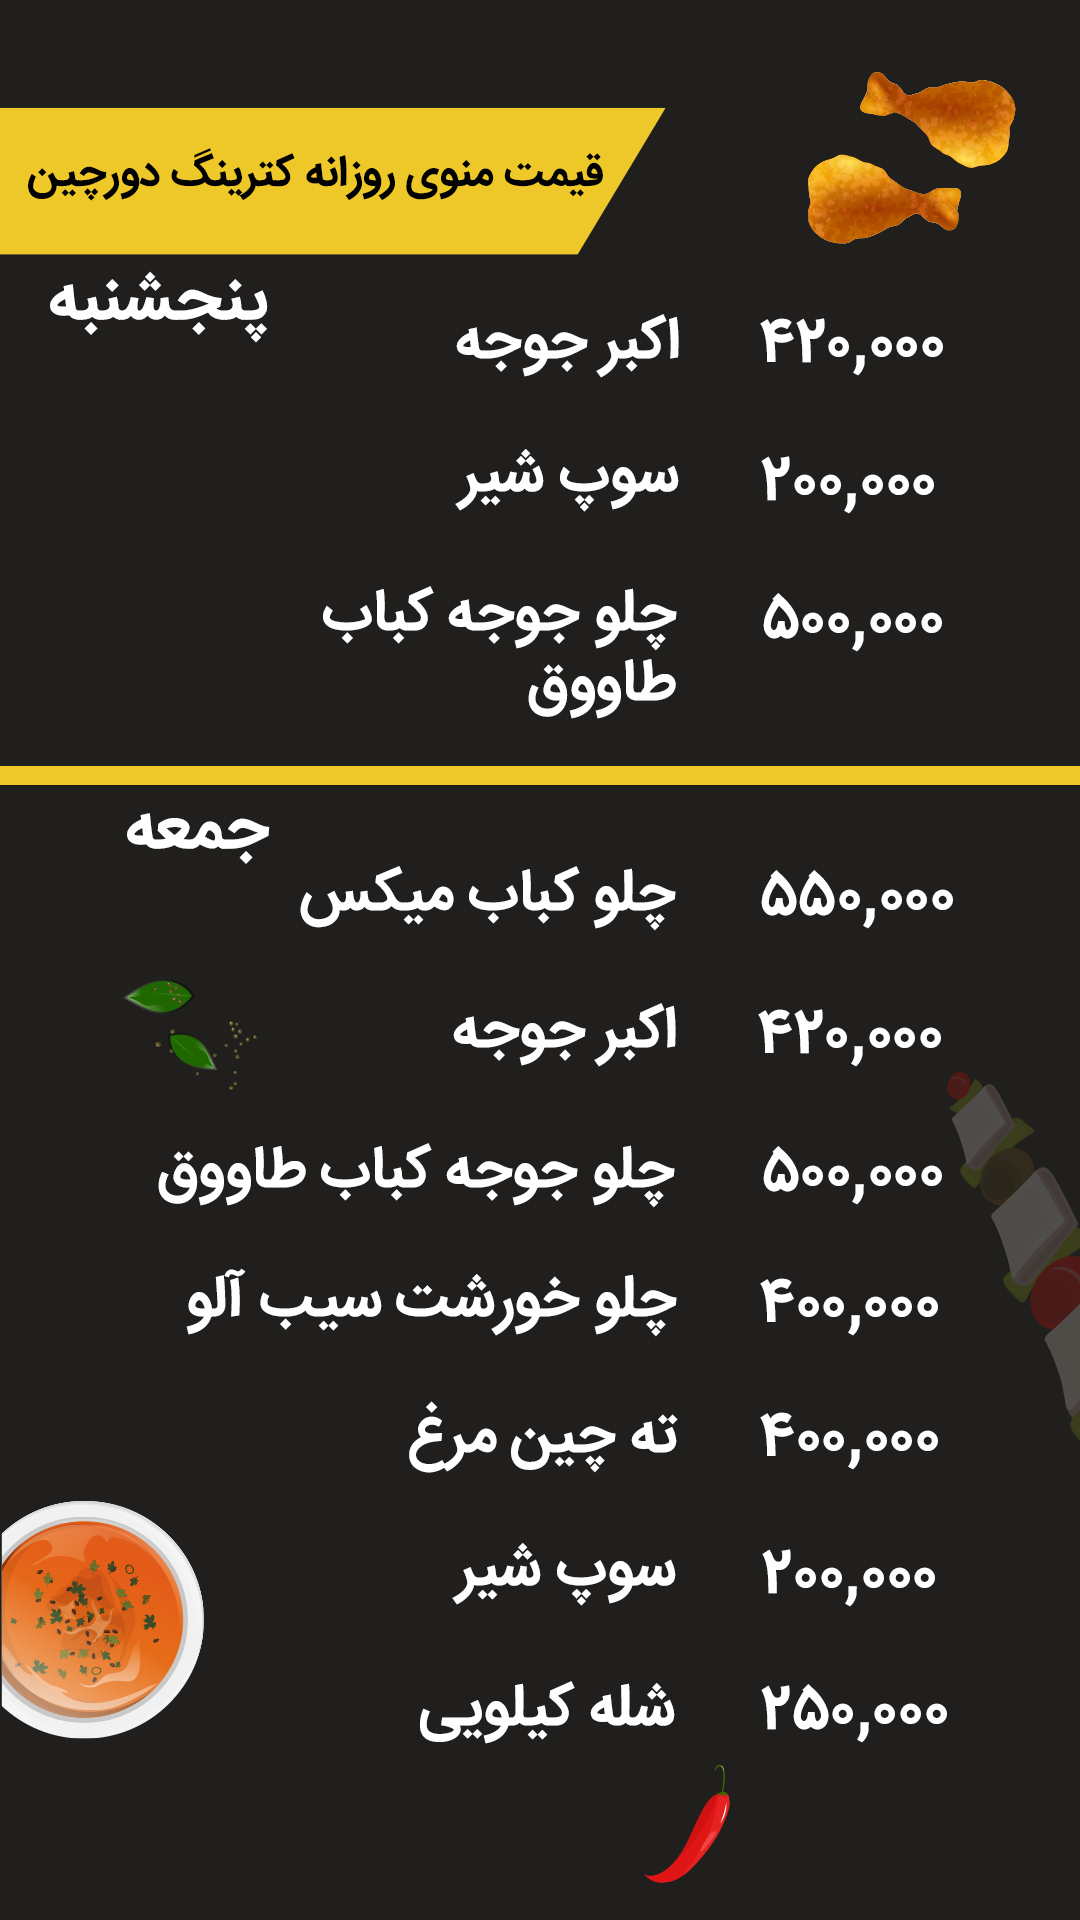 قیمت منوی روزانه کترینگ دورچین
پنجشنبه
اکبر جوجه ۴۲۰,۰۰۰
سوپ شیر ۲۰۰,۰۰۰
چلو جوجه کباب ۵۰۰,۰۰۰
طاووق
جمعه
چلو کباب میکس ۵۵۰,۰۰۰
اکبر جوجه ۴۲۰,۰۰۰
چلو جوجه کباب طاووق ۵۰۰,۰۰۰
چلو خورشت سیب آلو ۴۰۰,۰۰۰
ته چین مرغ ۴۰۰,۰۰۰
سوپ شیر ۲۰۰,۰۰۰
شله کیلویی ۲۵۰,۰۰۰